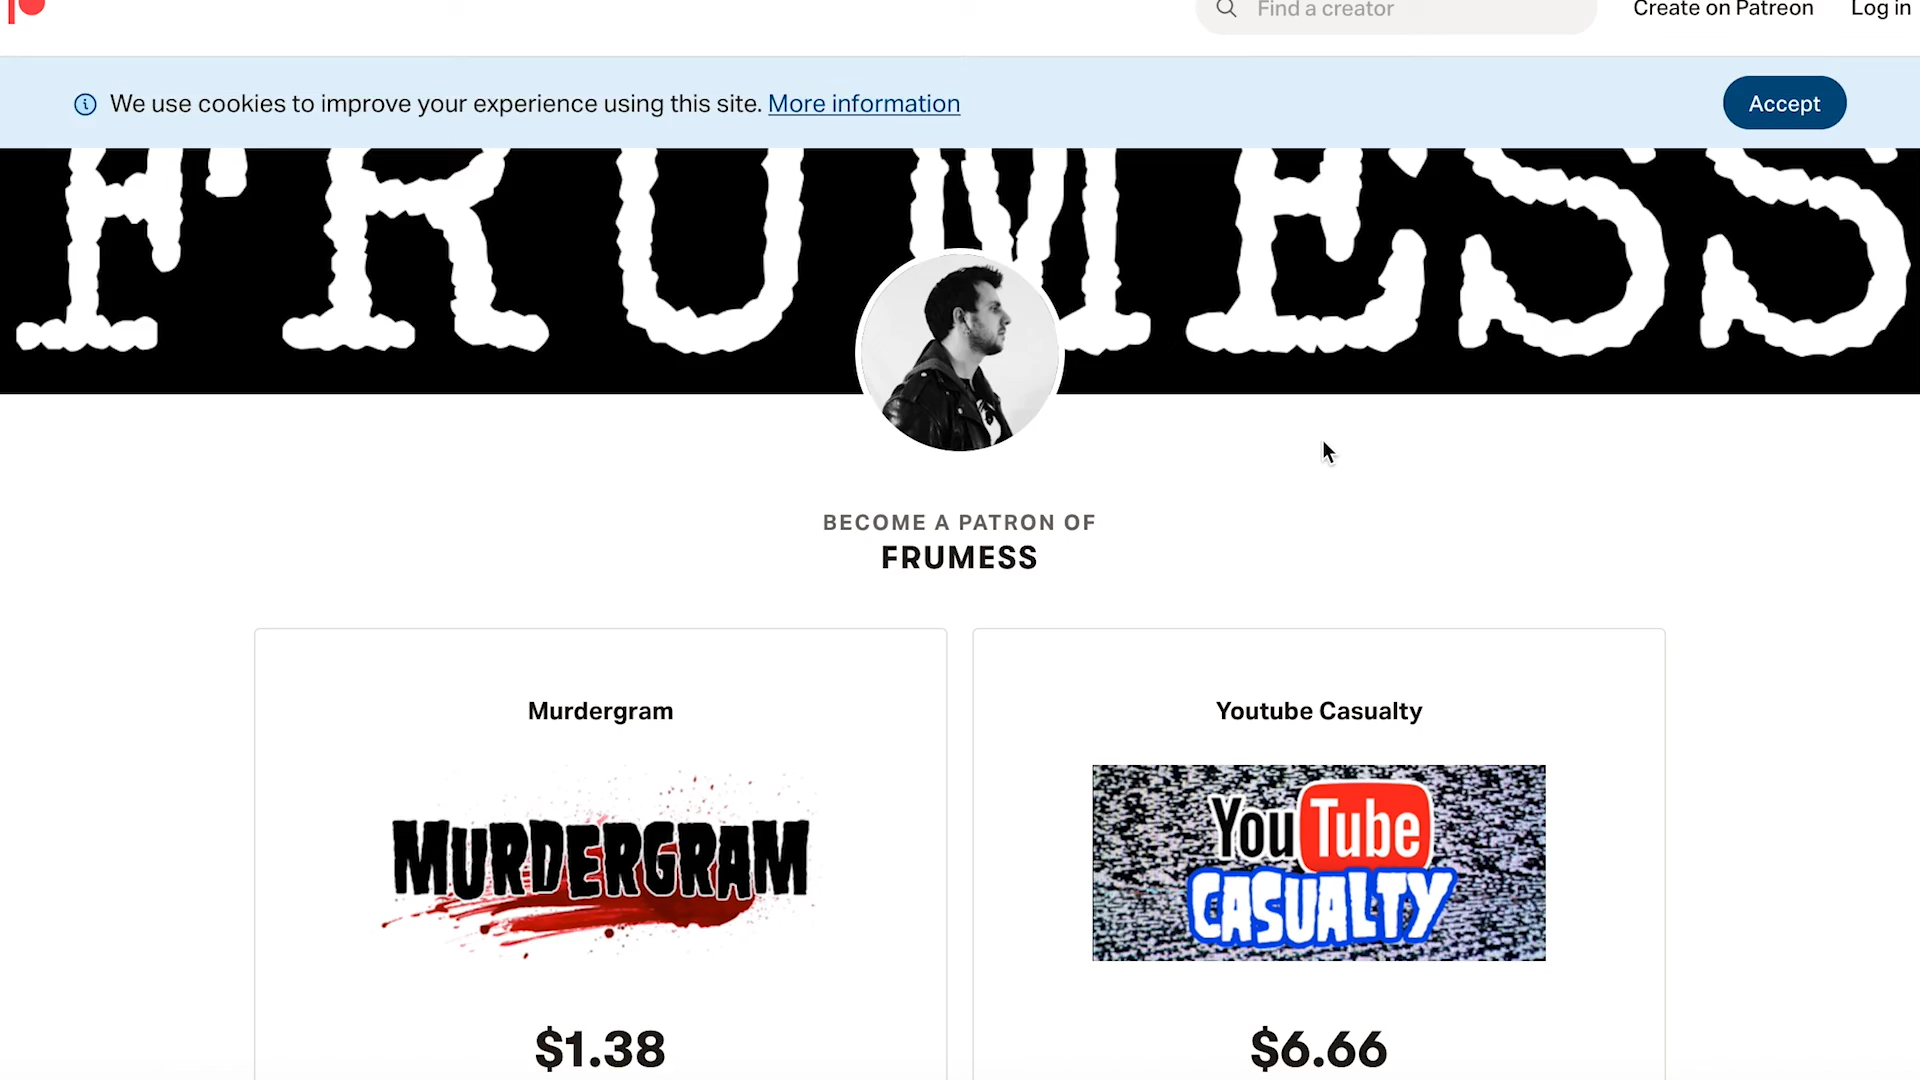 Find a creator
Create on Patreon
Log in
We use cookies to improve your experience using this site. More information
Accept
FRUMESS
BECOME A PATRON OF
FRUMESS
Murdergram
Youtube Casualty
MURDERGRAM
YouTube
CASUALTY
$1.38
$6.66